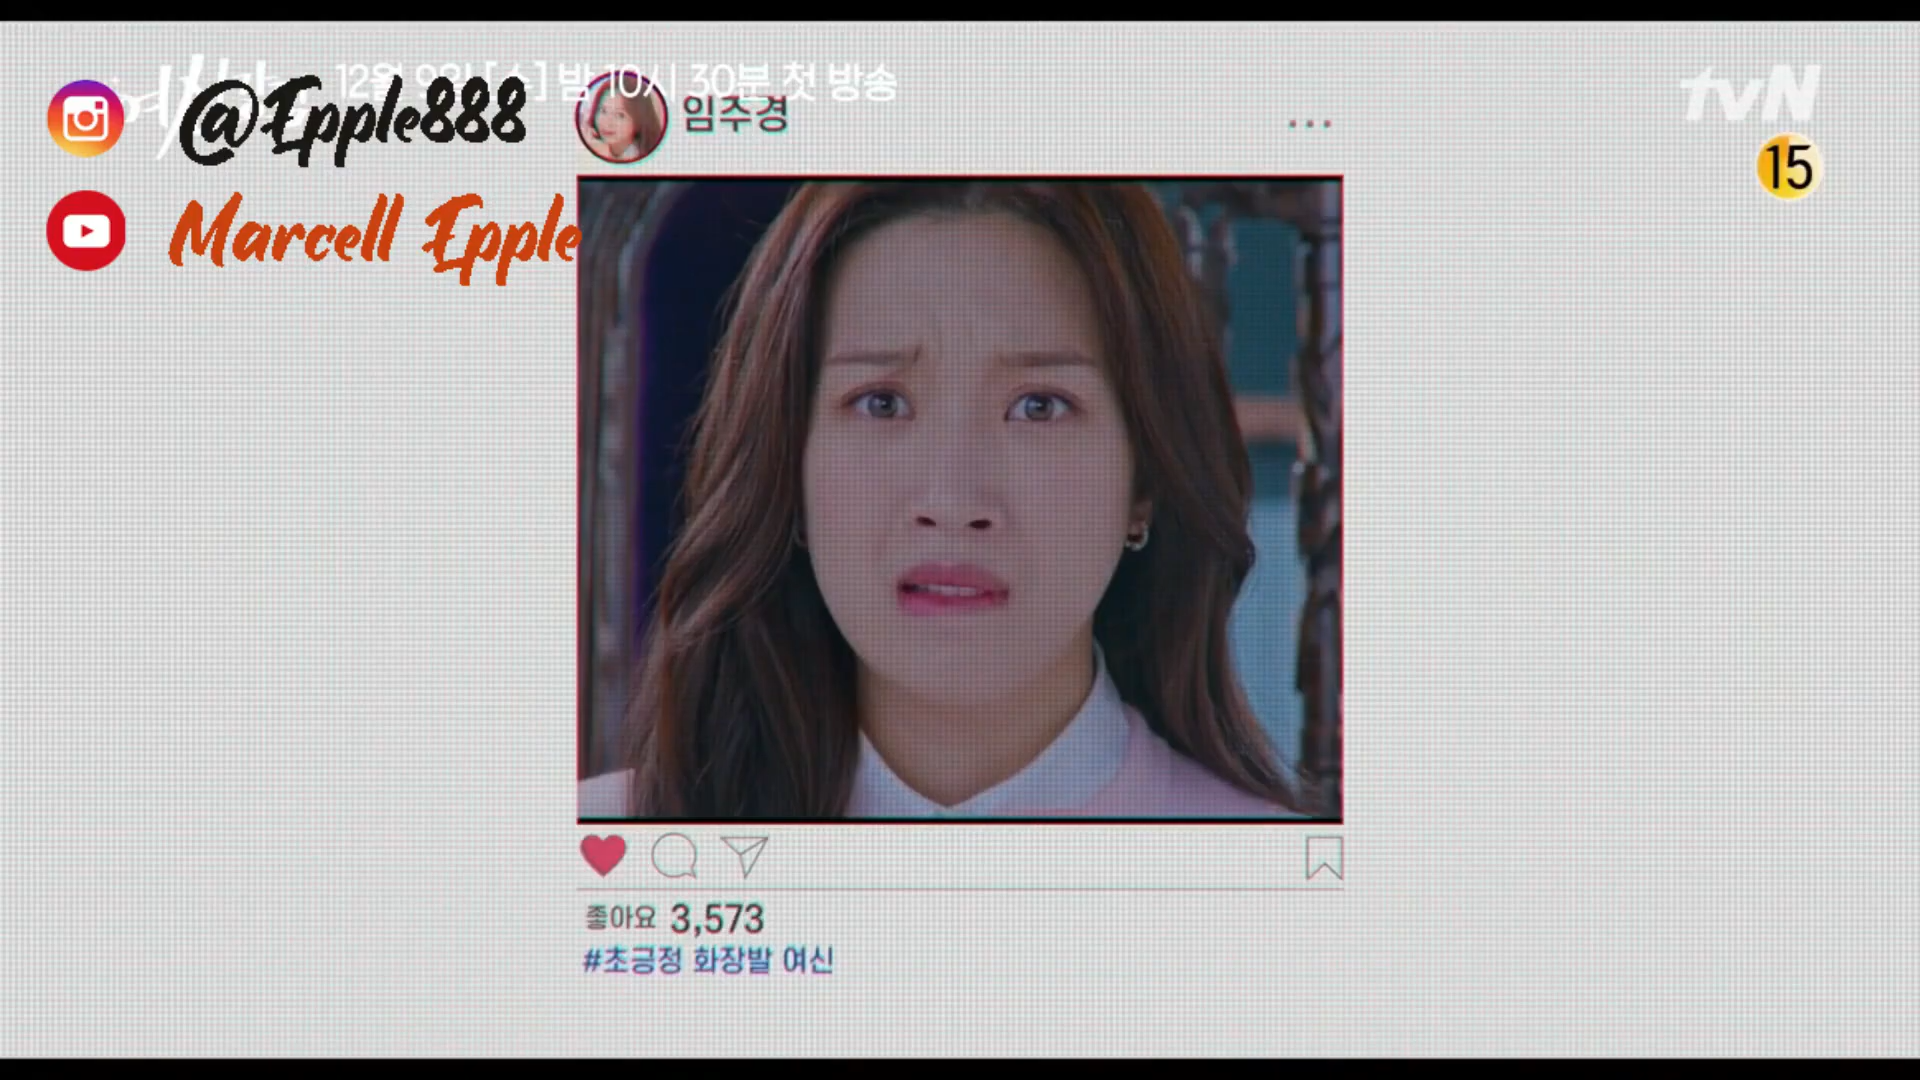 12월 9일[수] 밤 10시 30분 첫 방송
@Epple888
임주경
tvN
15
Marcell Epple
좋아요 3,573
#초긍정 화장발 여신